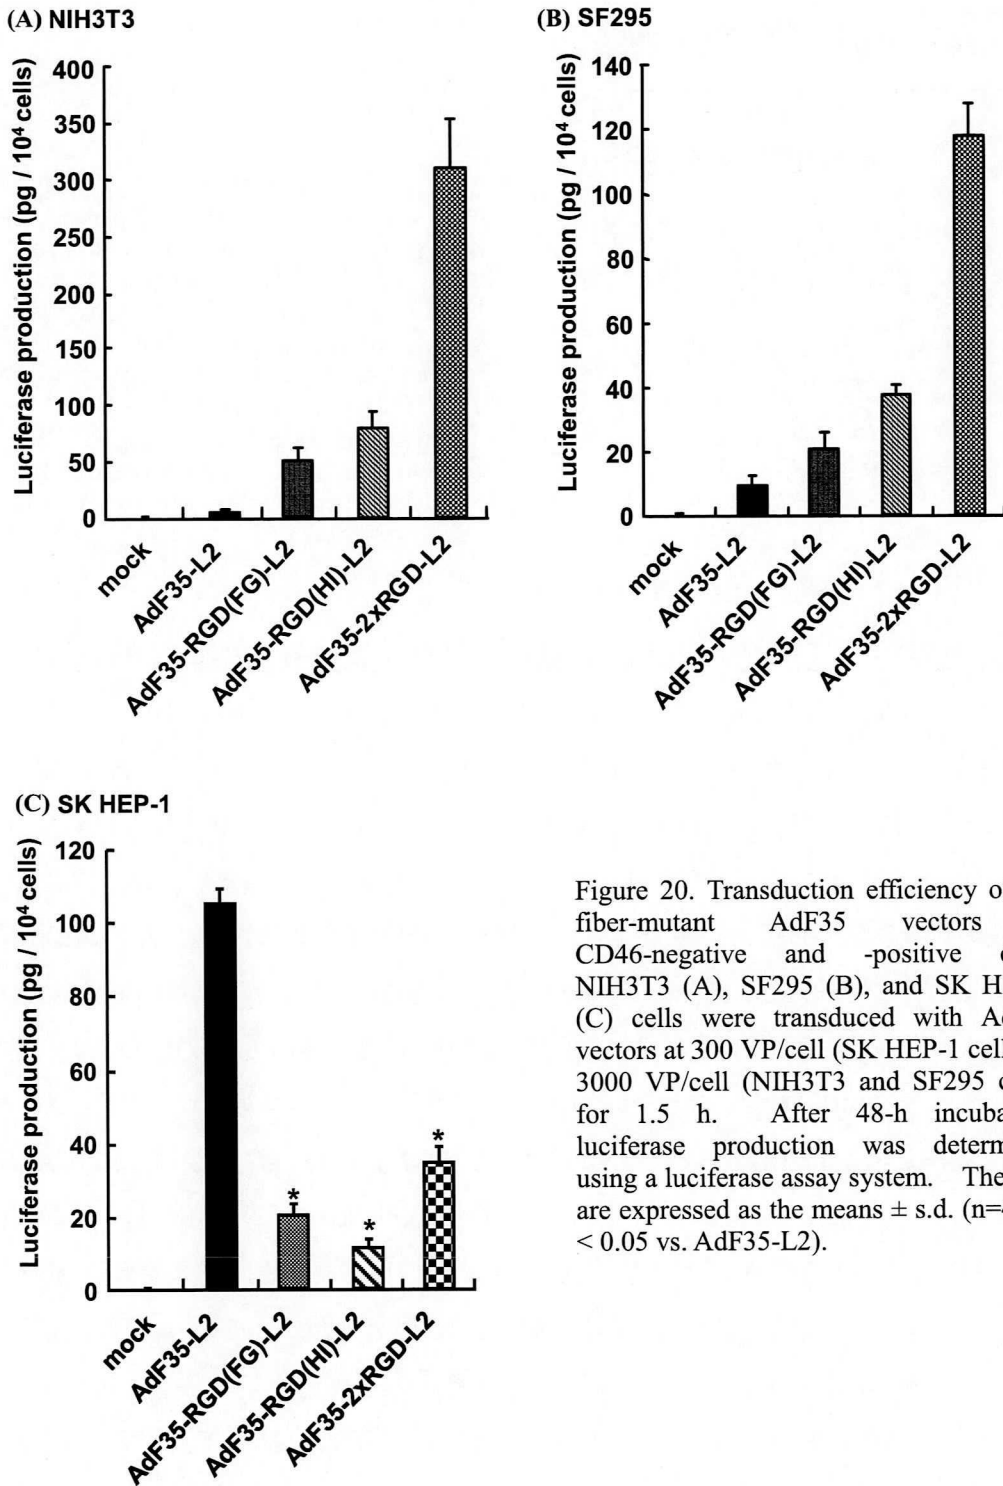 (A) NIH3T3
Luciferase production (pg / 10⁴ cells)
400
350
300
250
200
150
100
50
0
mock
AdF35-L2
AdF35-RGD(FG)-L2
AdF35-RGD(HI)-L2
AdF35-2xRGD-L2
(B) SF295
Luciferase production (pg / 10⁴ cells)
140
120
100
80
60
40
20
0
mock
AdF35-L2
AdF35-RGD(FG)-L2
AdF35-RGD(HI)-L2
AdF35-2xRGD-L2
(C) SK HEP-1
Luciferase production (pg / 10⁴ cells)
120
100
80
60
40
20
0
*
*
*
mock
AdF35-L2
AdF35-RGD(FG)-L2
AdF35-RGD(HI)-L2
AdF35-2xRGD-L2
Figure 20. Transduction efficiency o
fiber-mutant AdF35 vectors
CD46-negative and -positive
NIH3T3 (A), SF295 (B), and SK H
(C) cells were transduced with A
vectors at 300 VP/cell (SK HEP-1 cell
3000 VP/cell (NIH3T3 and SF295 c
for 1.5 h. After 48-h incuba
luciferase production was determ
using a luciferase assay system. The
are expressed as the means ± s.d. (n=
< 0.05 vs. AdF35-L2).